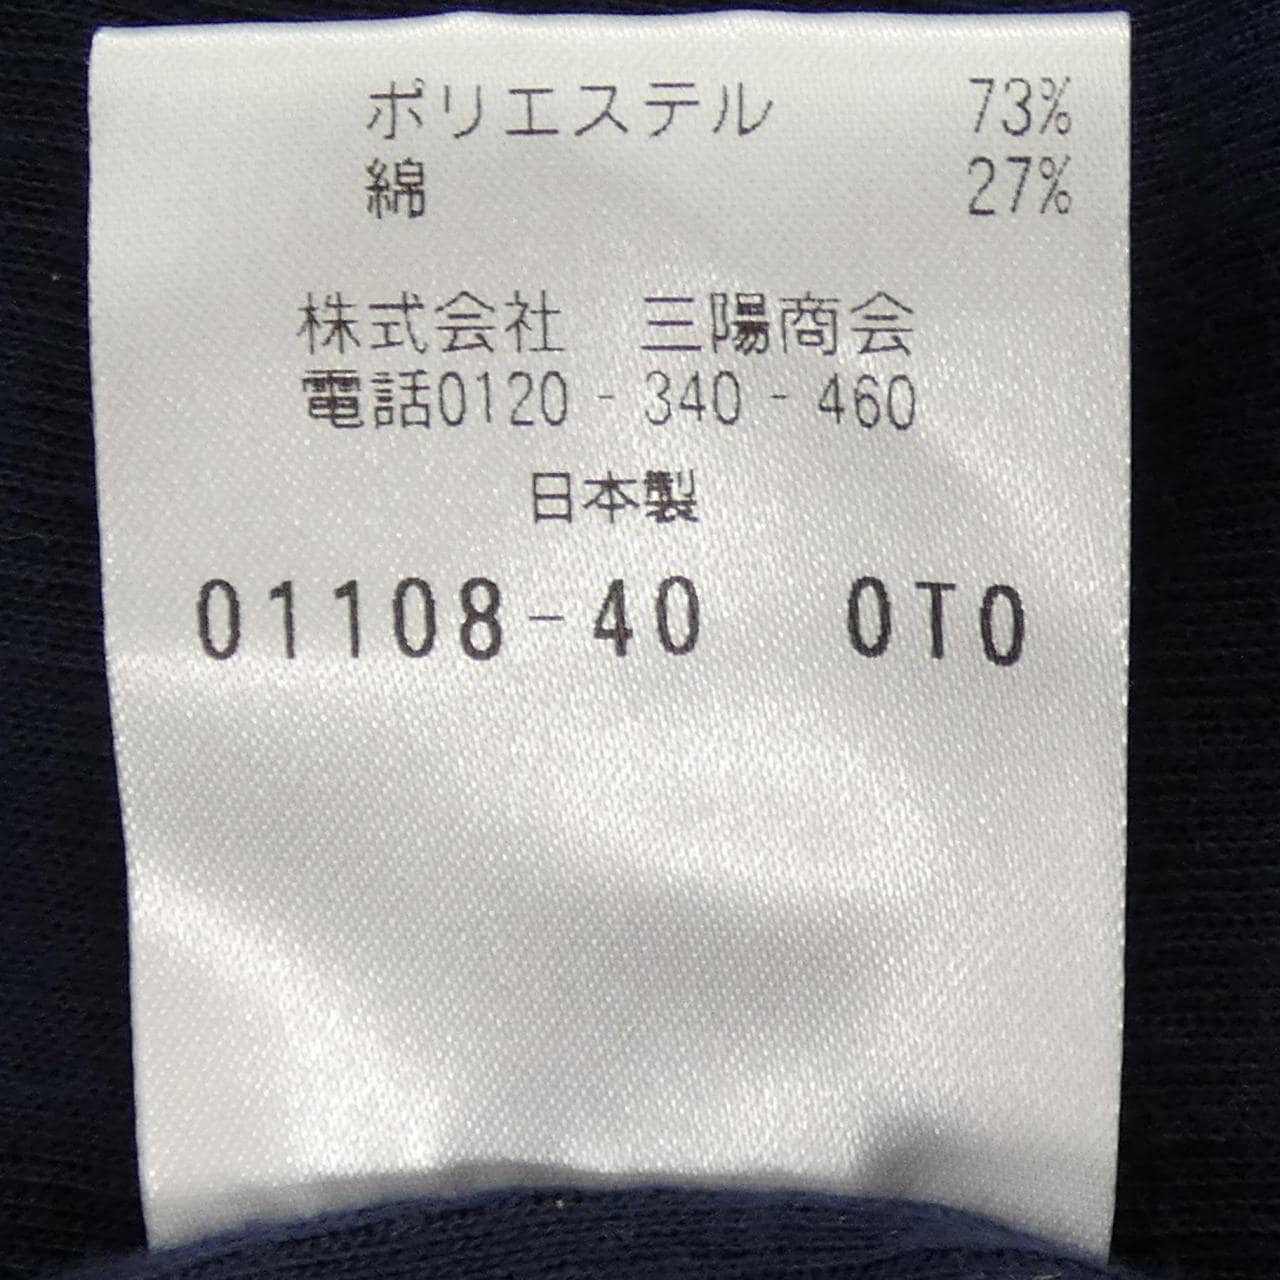 ポリエステル 73%
綿 27%
株式会社 三陽商会
電話0120-340-460
日本製
01108-40 0T0